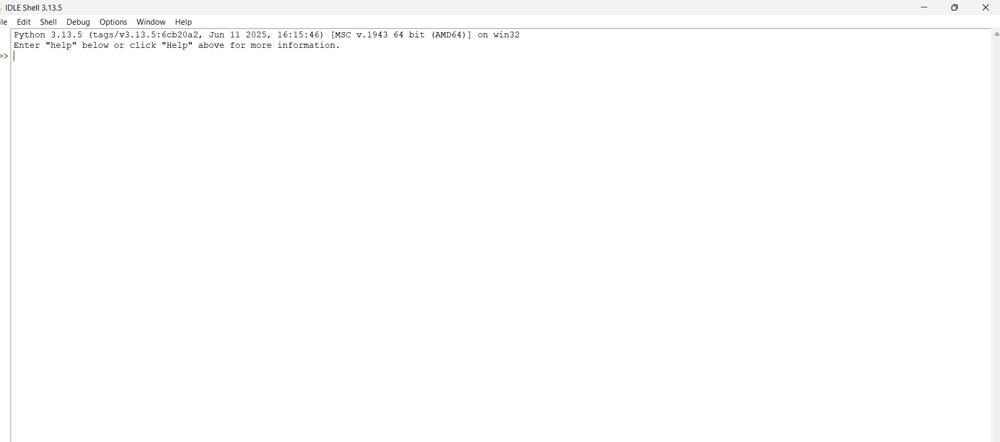 IDLE Shell 3.13.5
ile Edit Shell Debug Options Window Help
Python 3.13.5 (tags/v3.13.5:6cb20a2, Jun 11 2025, 16:15:46) [MSC v.1943 64 bit (AMD64)] on win32
Enter "help" below or click "Help" above for more information.
>>